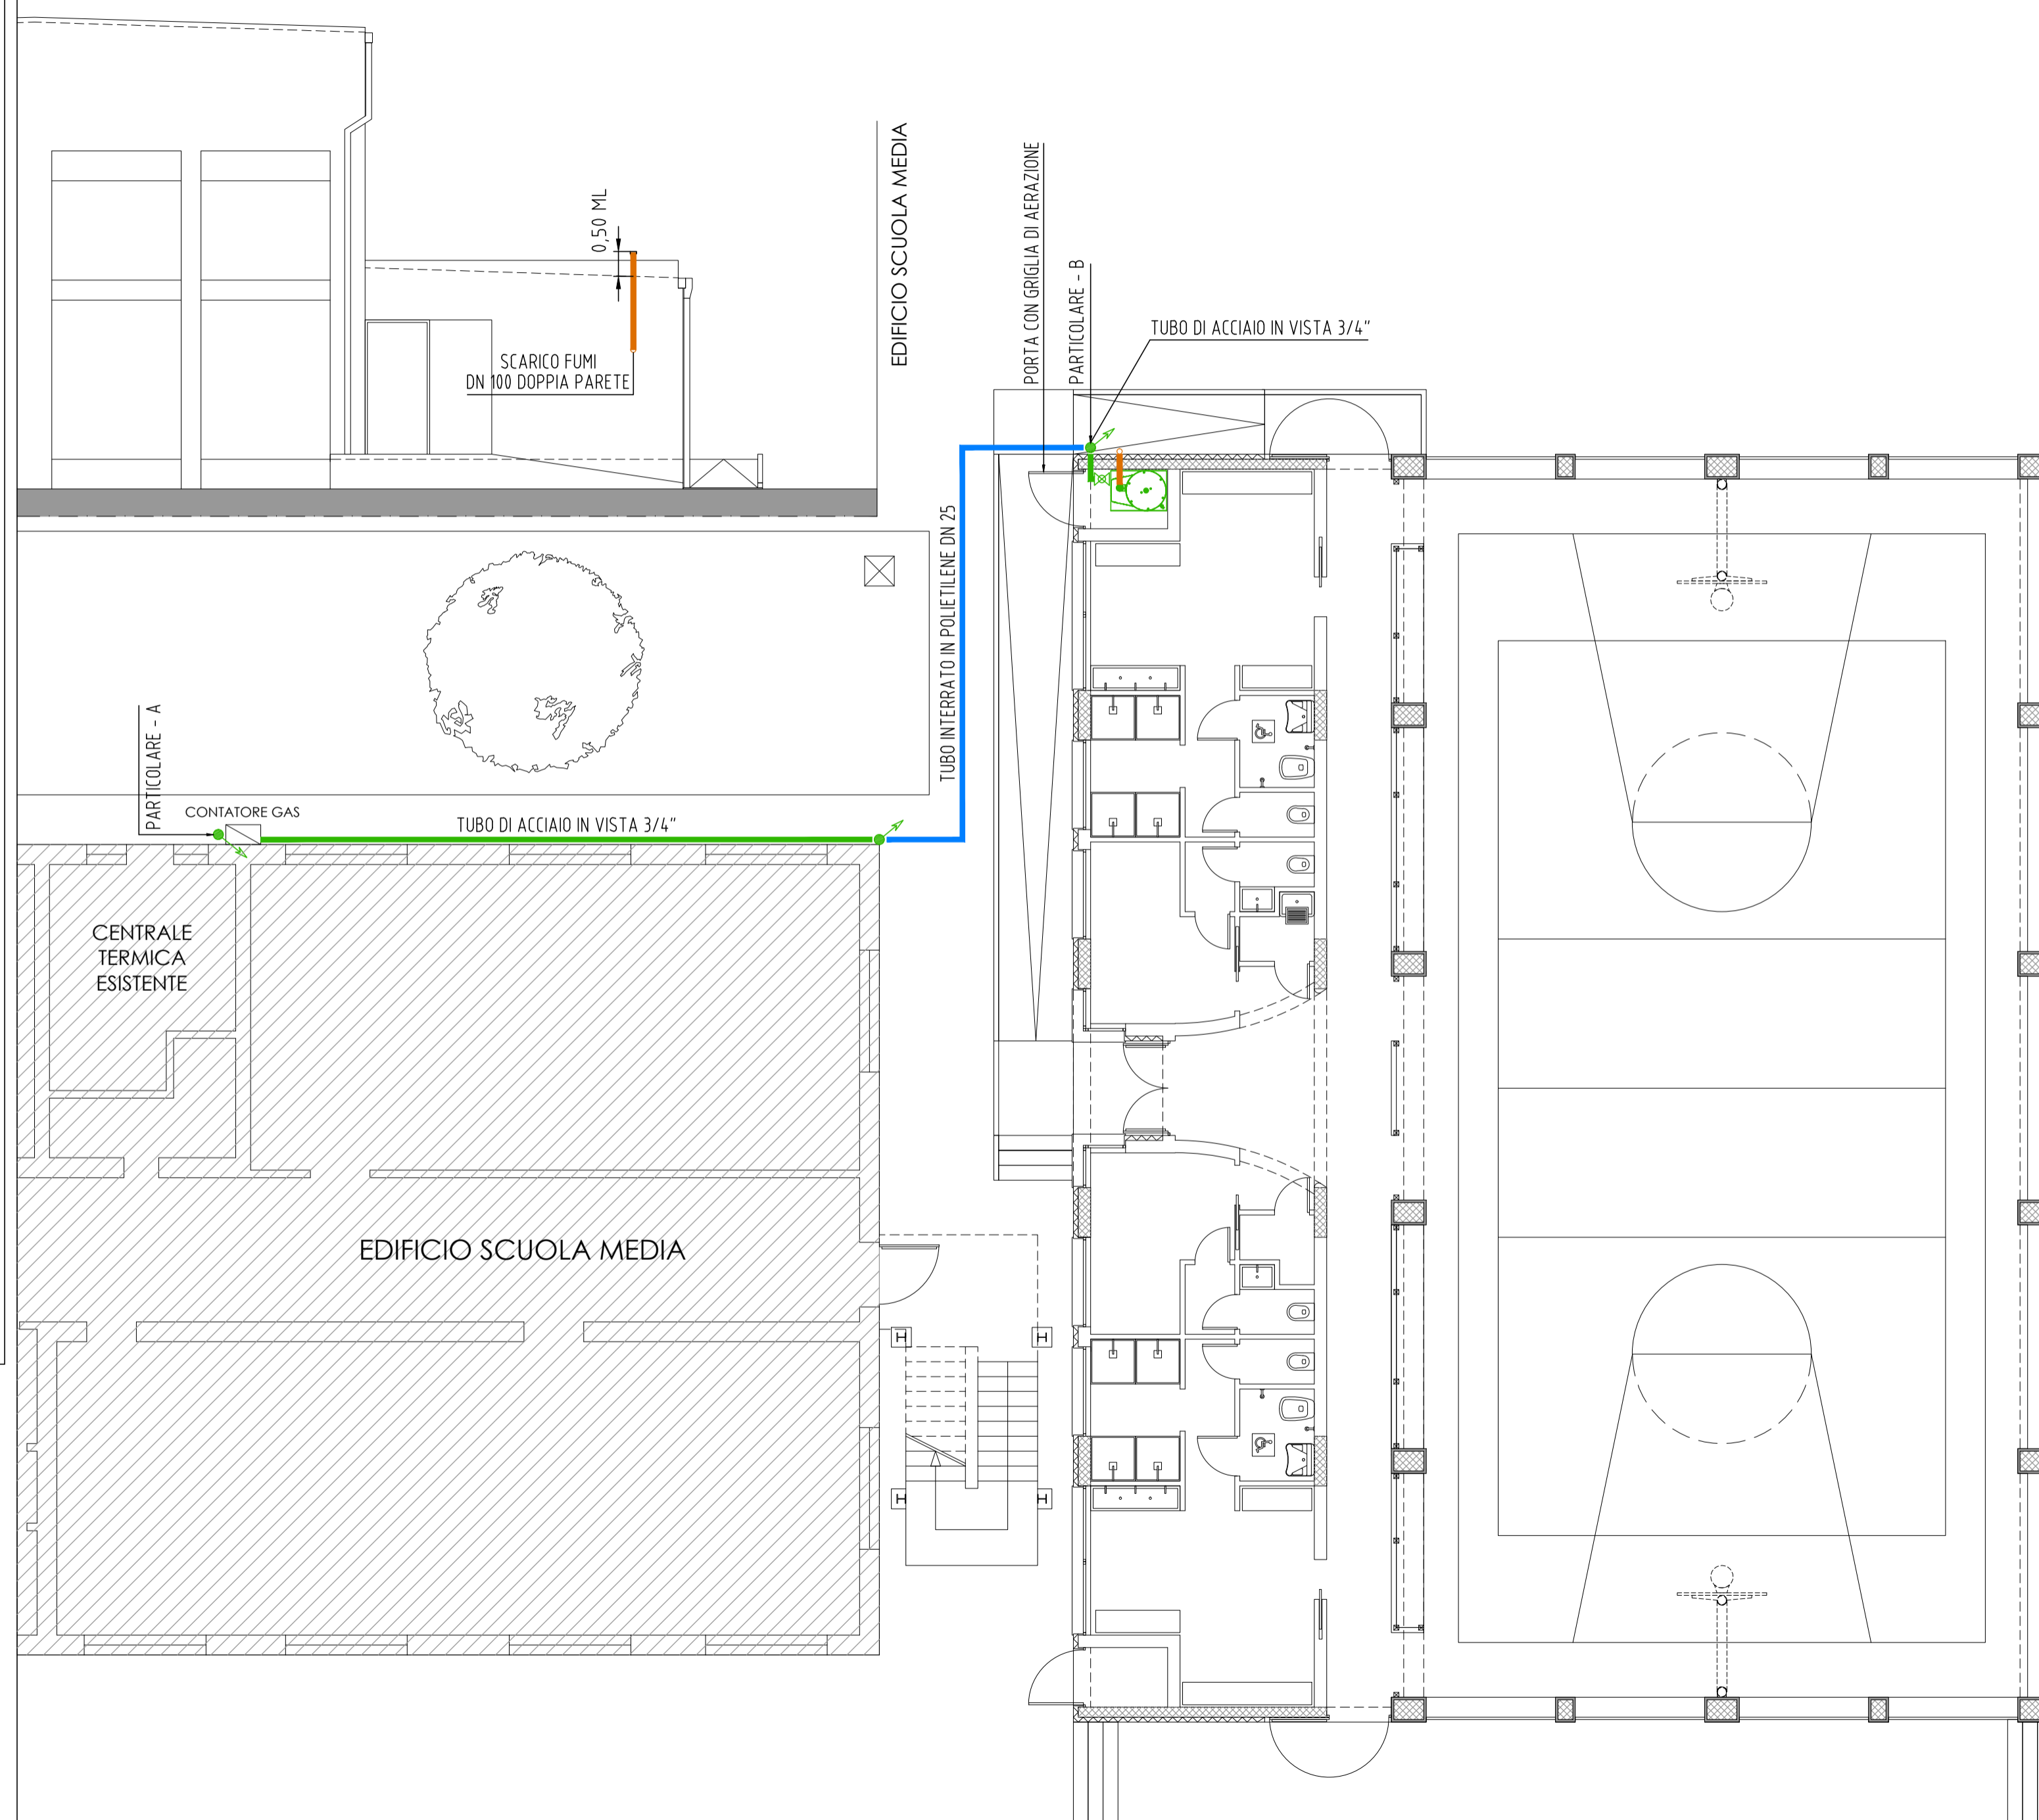 0,50 ML
SCARICO FUMI
DN 100 DOPPIA PARETE
EDIFICIO SCUOLA MEDIA
PORTA CON GRIGLIA DI AERAZIONE
PARTICOLARE - B
TUBO DI ACCIAIO IN VISTA 3/4"
TUBO INTERRATO IN POLIETILENE DN 25
PARTICOLARE - A
CONTATORE GAS
TUBO DI ACCIAIO IN VISTA 3/4"
CENTRALE
TERMICA
ESISTENTE
EDIFICIO SCUOLA MEDIA